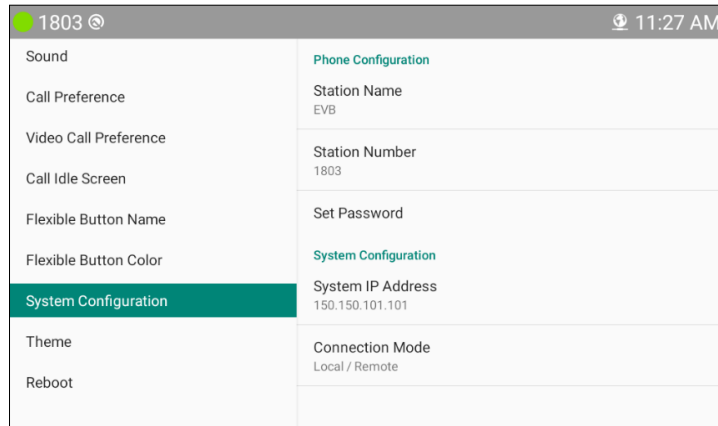 1803
11:27 AM
Sound
Call Preference
Video Call Preference
Call Idle Screen
Flexible Button Name
Flexible Button Color
System Configuration
Theme
Reboot
Phone Configuration
Station Name
EVB
Station Number
1803
Set Password
System Configuration
System IP Address
150.150.101.101
Connection Mode
Local / Remote